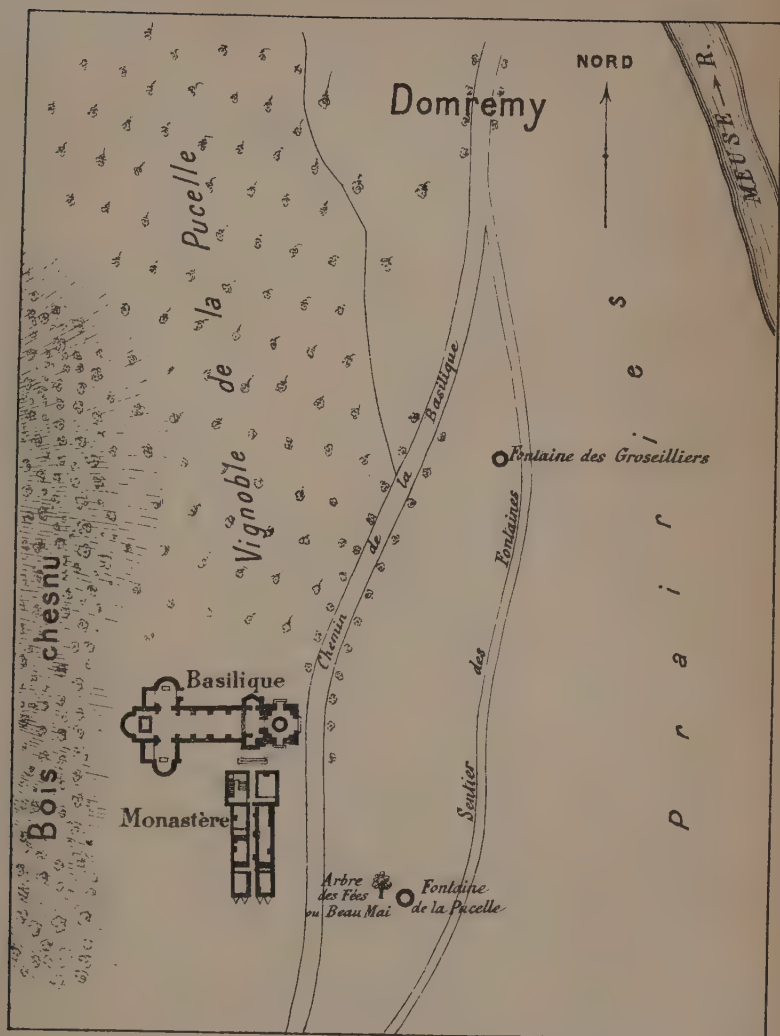 NORD
MEUSE → R.
Domremy
Vignoble de la Pucelle
Chemin de la Basilique
Fontaine des Groseilliers
Sentier des Fontaines
Prairies
Bois chesnu
Basilique
Monastère
Arbre
des Fées
ou Beau Mai
Fontaine
de la Pucelle